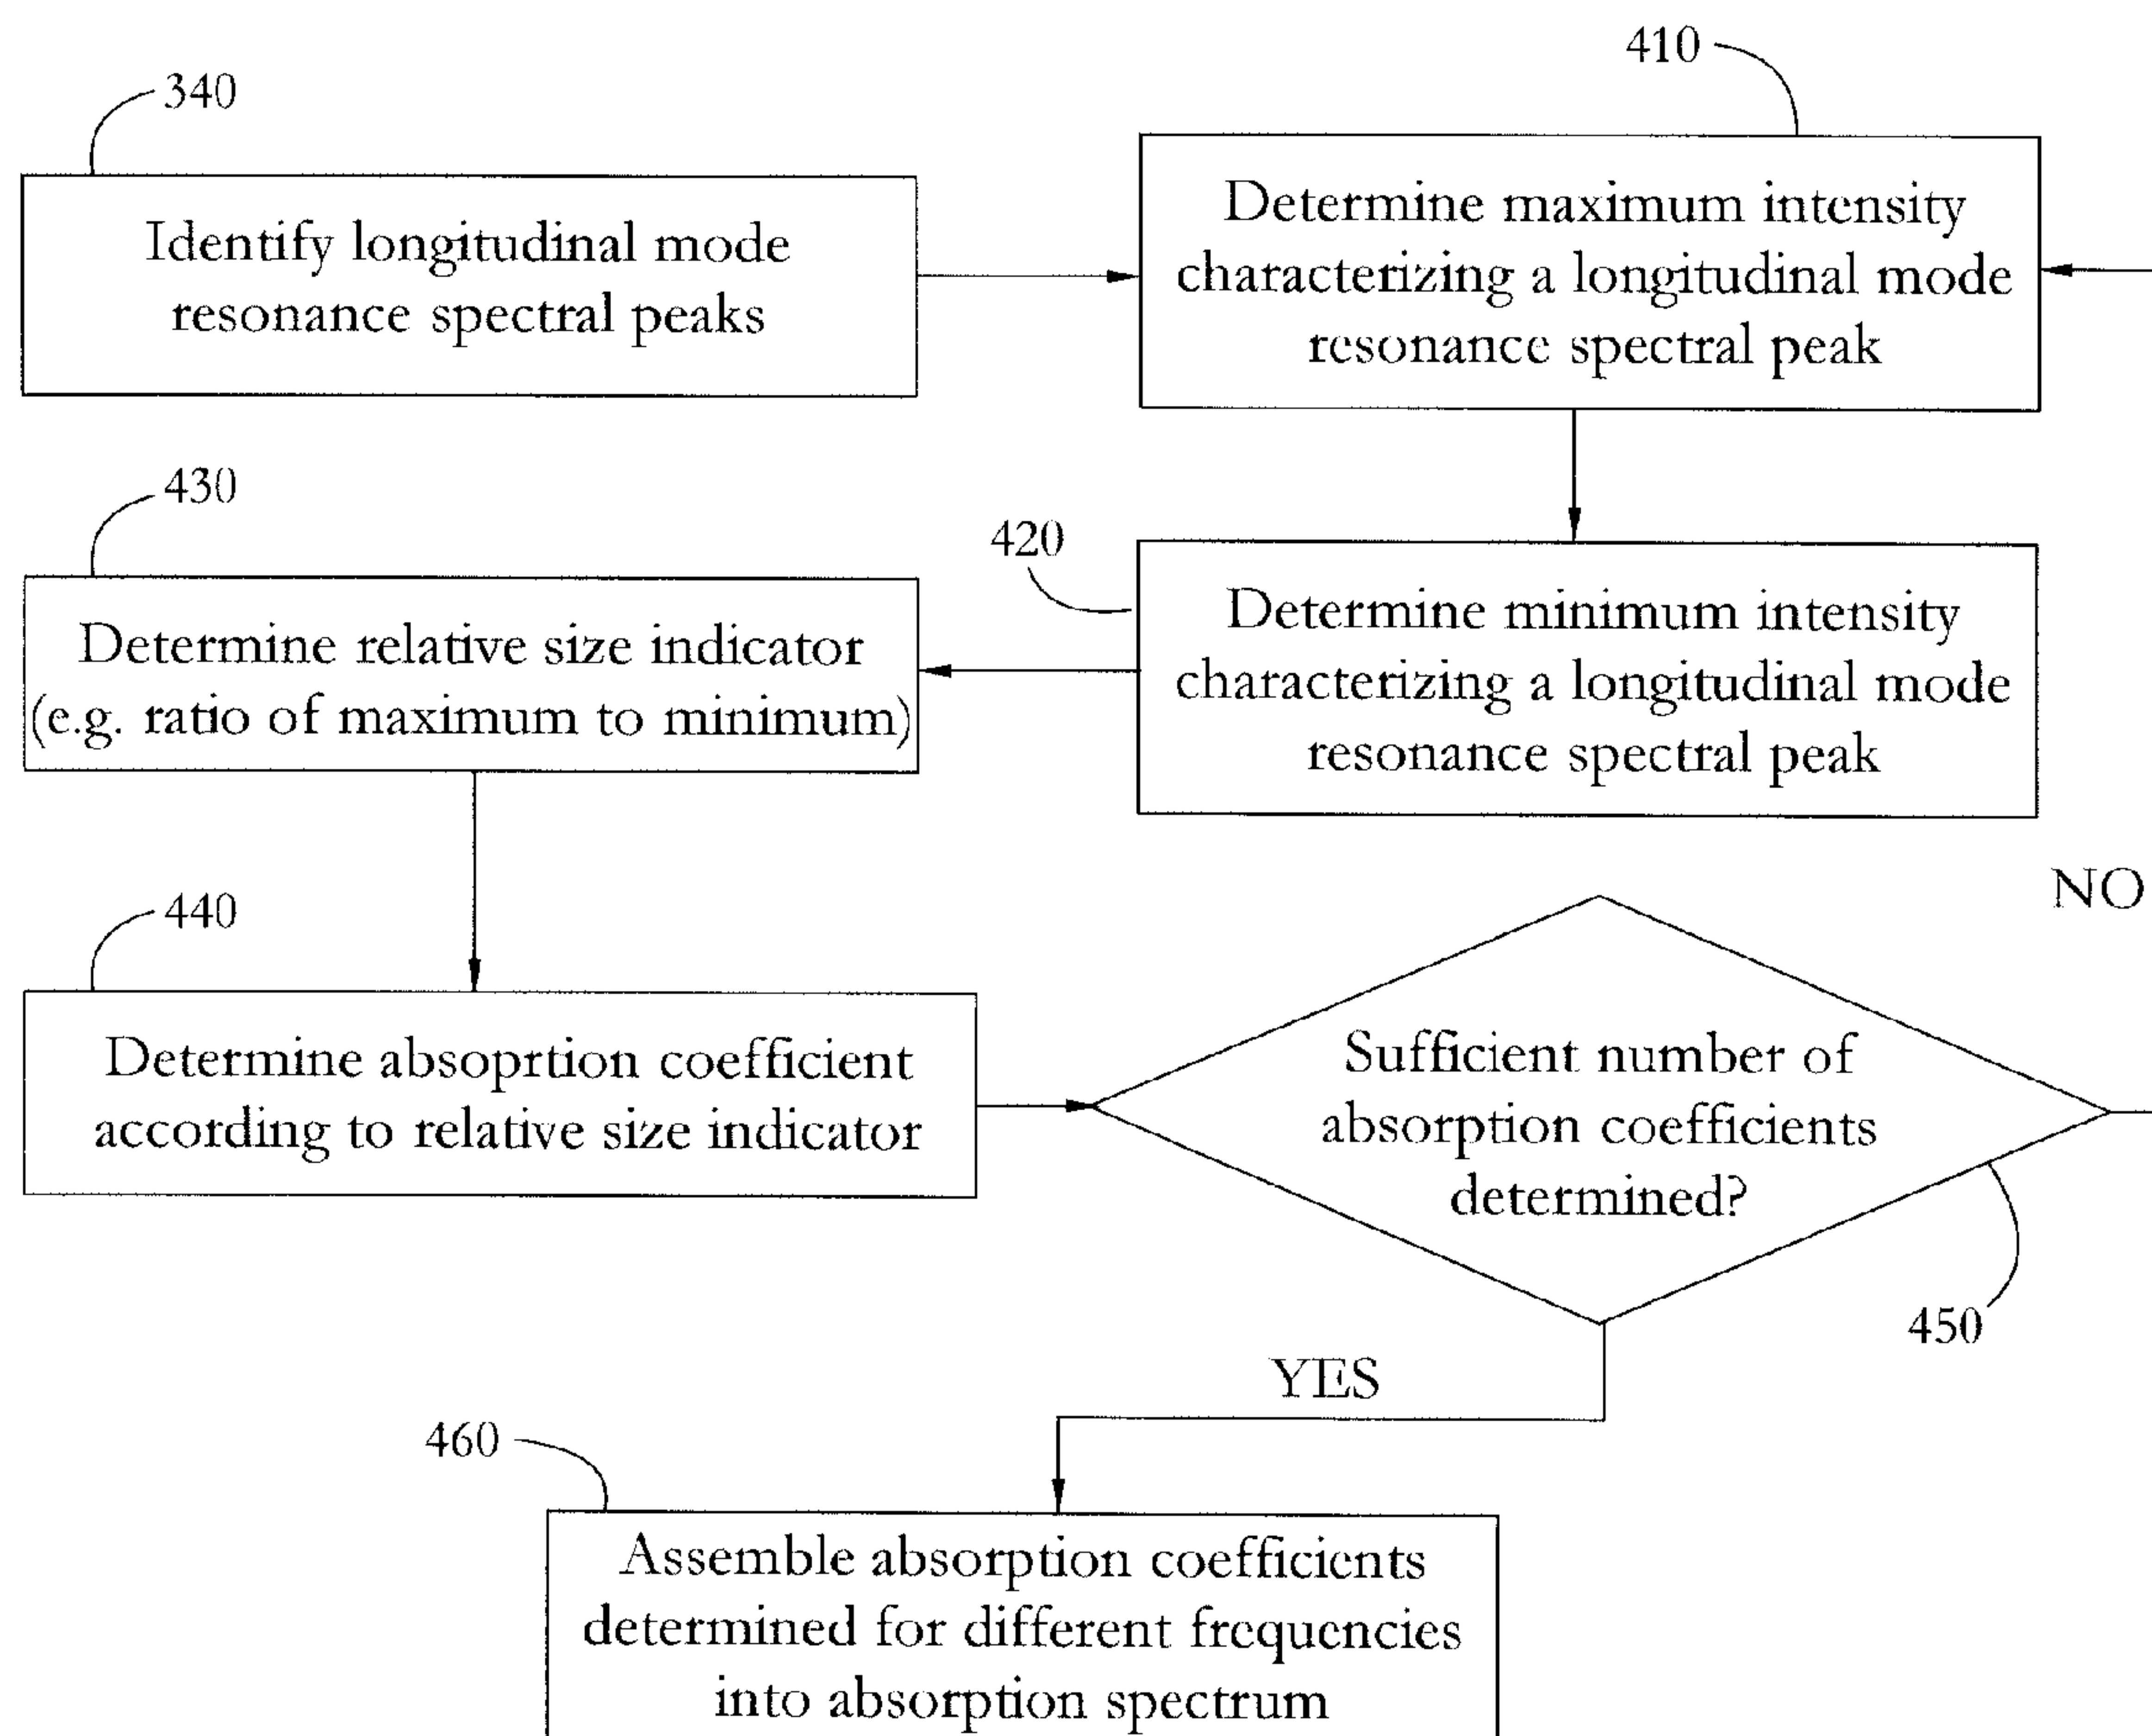 340
Identify longitudinal mode
resonance spectral peaks
410
Determine maximum intensity
characterizing a longitudinal mode
resonance spectral peak
420
Determine minimum intensity
characterizing a longitudinal mode
resonance spectral peak
430
Determine relative size indicator
(e.g. ratio of maximum to minimum)
440
Determine absoprtion coefficient
according to relative size indicator
Sufficient number of
absorption coefficients
determined?
450
NO
YES
460
Assemble absorption coefficients
determined for different frequencies
into absorption spectrum